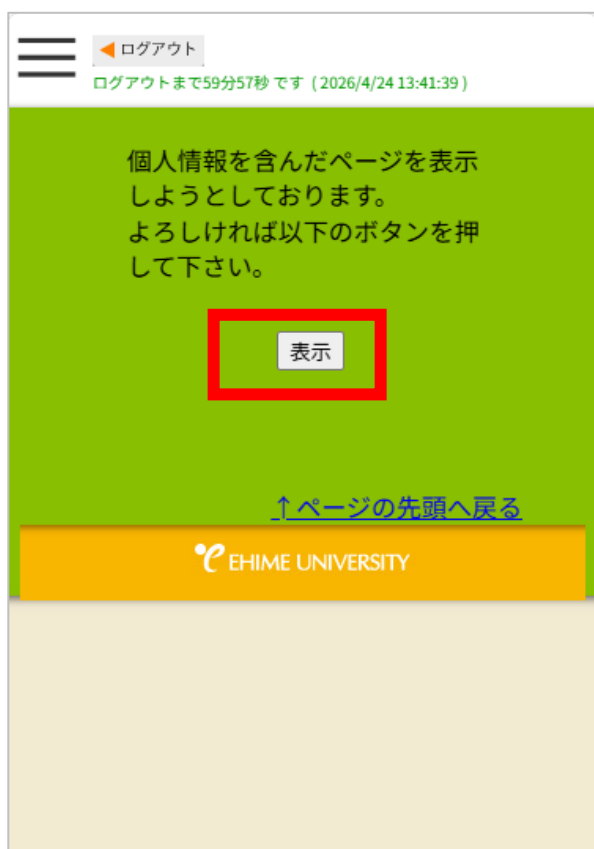 ログアウト
ログアウトまで59分57秒 です ( 2026/4/24 13:41:39 )
個人情報を含んだページを表示
しようとしております。
よろしければ以下のボタンを押
して下さい。
表示
↑ページの先頭へ戻る
EHIME UNIVERSITY